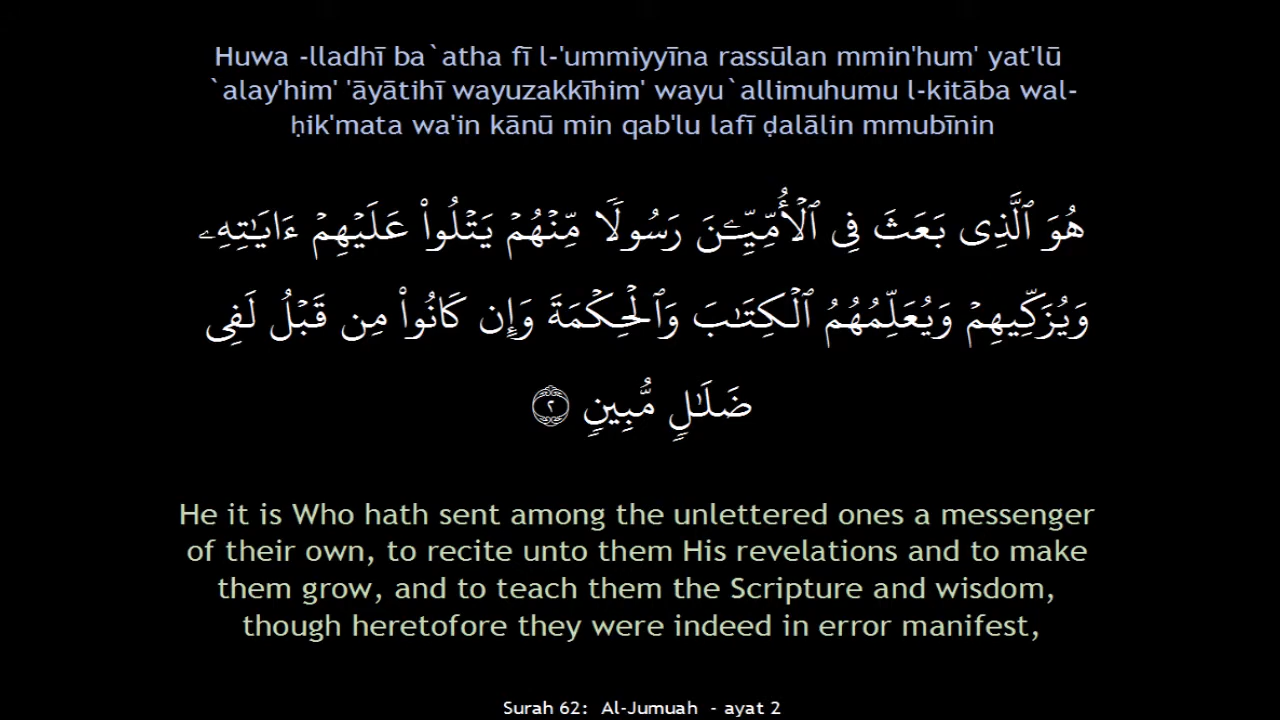 Huwa -lladhī ba`atha fī l-'ummiyyīna rassūlan mmin'hum' yat'lū
`alay'him' 'āyātihī wayuzakkīhim' wayu`allimuhumu l-kitāba wal-
ḥik'mata wa'in kānū min qab'lu lafī ḍalālin mmubīnin
هُوَ ٱلَّذِى بَعَثَ فِى ٱلْأُمِّيِّـۧنَ رَسُولًۭا مِّنْهُمْ يَتْلُوا۟ عَلَيْهِمْ ءَايَـٰتِهِۦ
وَيُزَكِّيهِمْ وَيُعَلِّمُهُمُ ٱلْكِتَـٰبَ وَٱلْحِكْمَةَ وَإِن كَانُوا۟ مِن قَبْلُ لَفِى
ضَلَـٰلٍۢ مُّبِينٍۢ ٢
He it is Who hath sent among the unlettered ones a messenger
of their own, to recite unto them His revelations and to make
them grow, and to teach them the Scripture and wisdom,
though heretofore they were indeed in error manifest,
Surah 62: Al-Jumuah - ayat 2